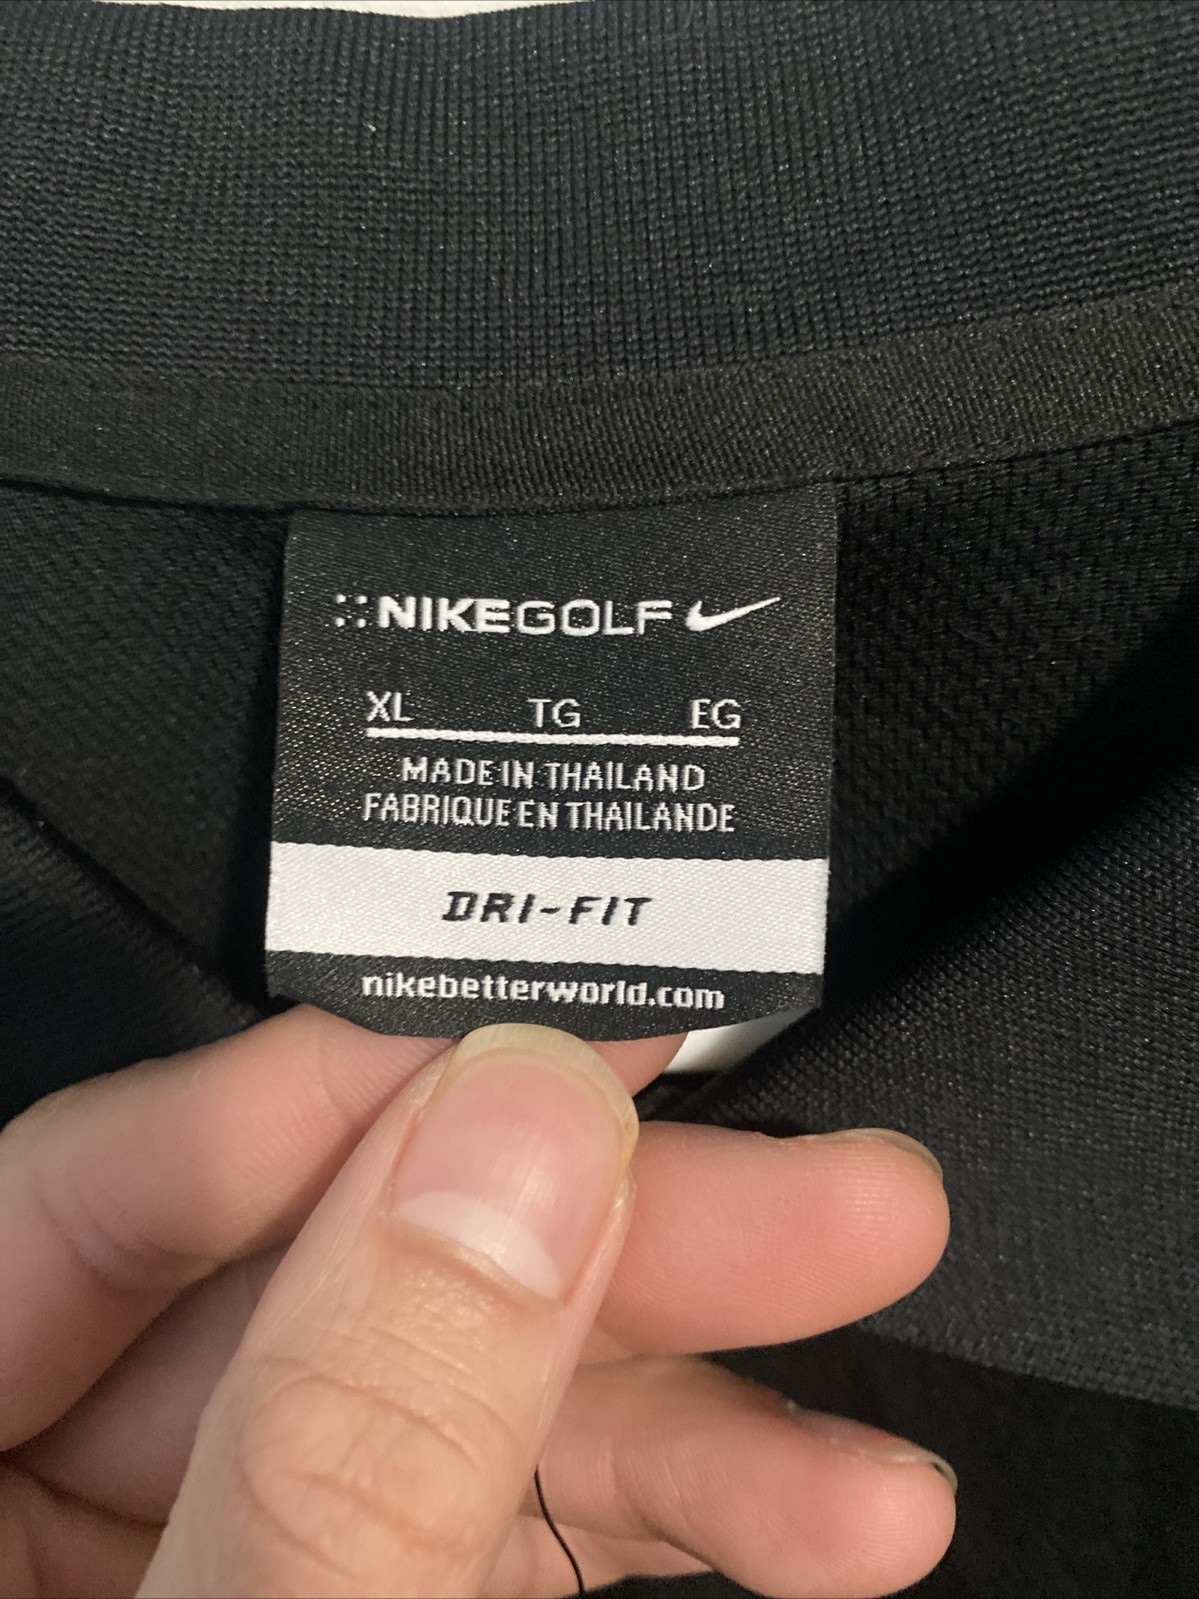 NIKEGOLF
XL TG EG
MADE IN THAILAND
FABRIQUE EN THAILANDE
DRI-FIT
nikebetterworld.com